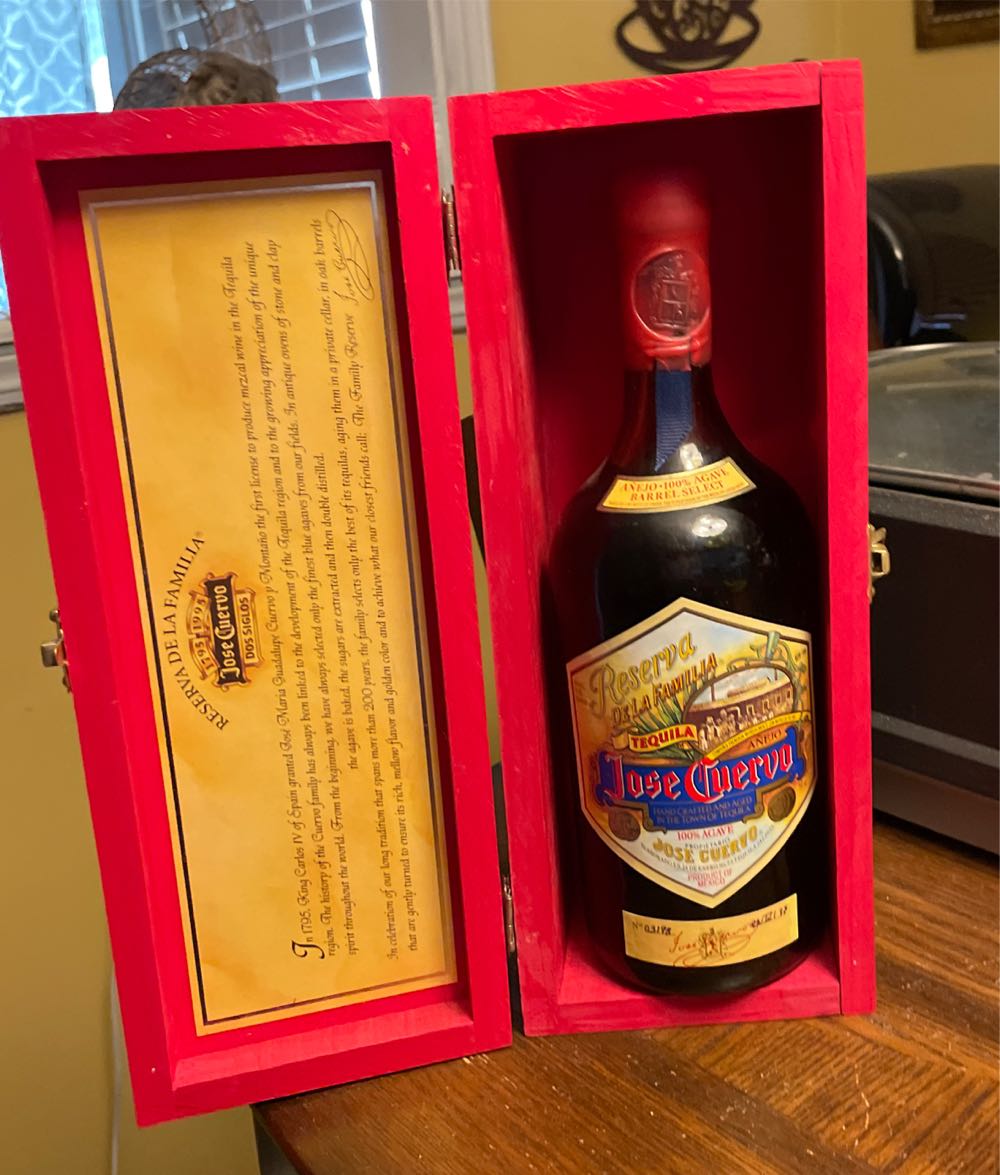 RESERVA DE LA FAMILIA®
1795-1995
Jose Cuervo
DOS SIGLOS
In 1795, King Carlos IV of Spain granted José María Guadalupe Cuervo y Montaño the first license to produce mezcal wine in the Tequila
region. The history of the Cuervo family has always been linked to the development of the Tequila region and to the growing appreciation of the unique
spirit throughout the world. From the beginning, we have always selected only the finest blue agaves from our fields. In antique ovens of stone and clay
the agave is baked, the sugars are extracted and then double distilled.
In celebration of our long tradition that spans more than 200 years, the family selects only the best of its tequilas, aging them in a private cellar, in oak barrels
that are gently turned to ensure its rich, mellow flavor and golden color and to achieve what our closest friends call: The Family Reserve
Jose Cuervo
AÑEJO·100% AGAVE
BARREL SELECT
Reserva
DE LA FAMILIA
TEQUILA
AÑEJO
Jose Cuervo
HAND CRAFTED AND AGED
IN THE TOWN OF TEQUILA
100% AGAVE
PROPIETARIO
JOSE CUERVO
PRODUCT OF
MEXICO
Nº
Jose Cuervo